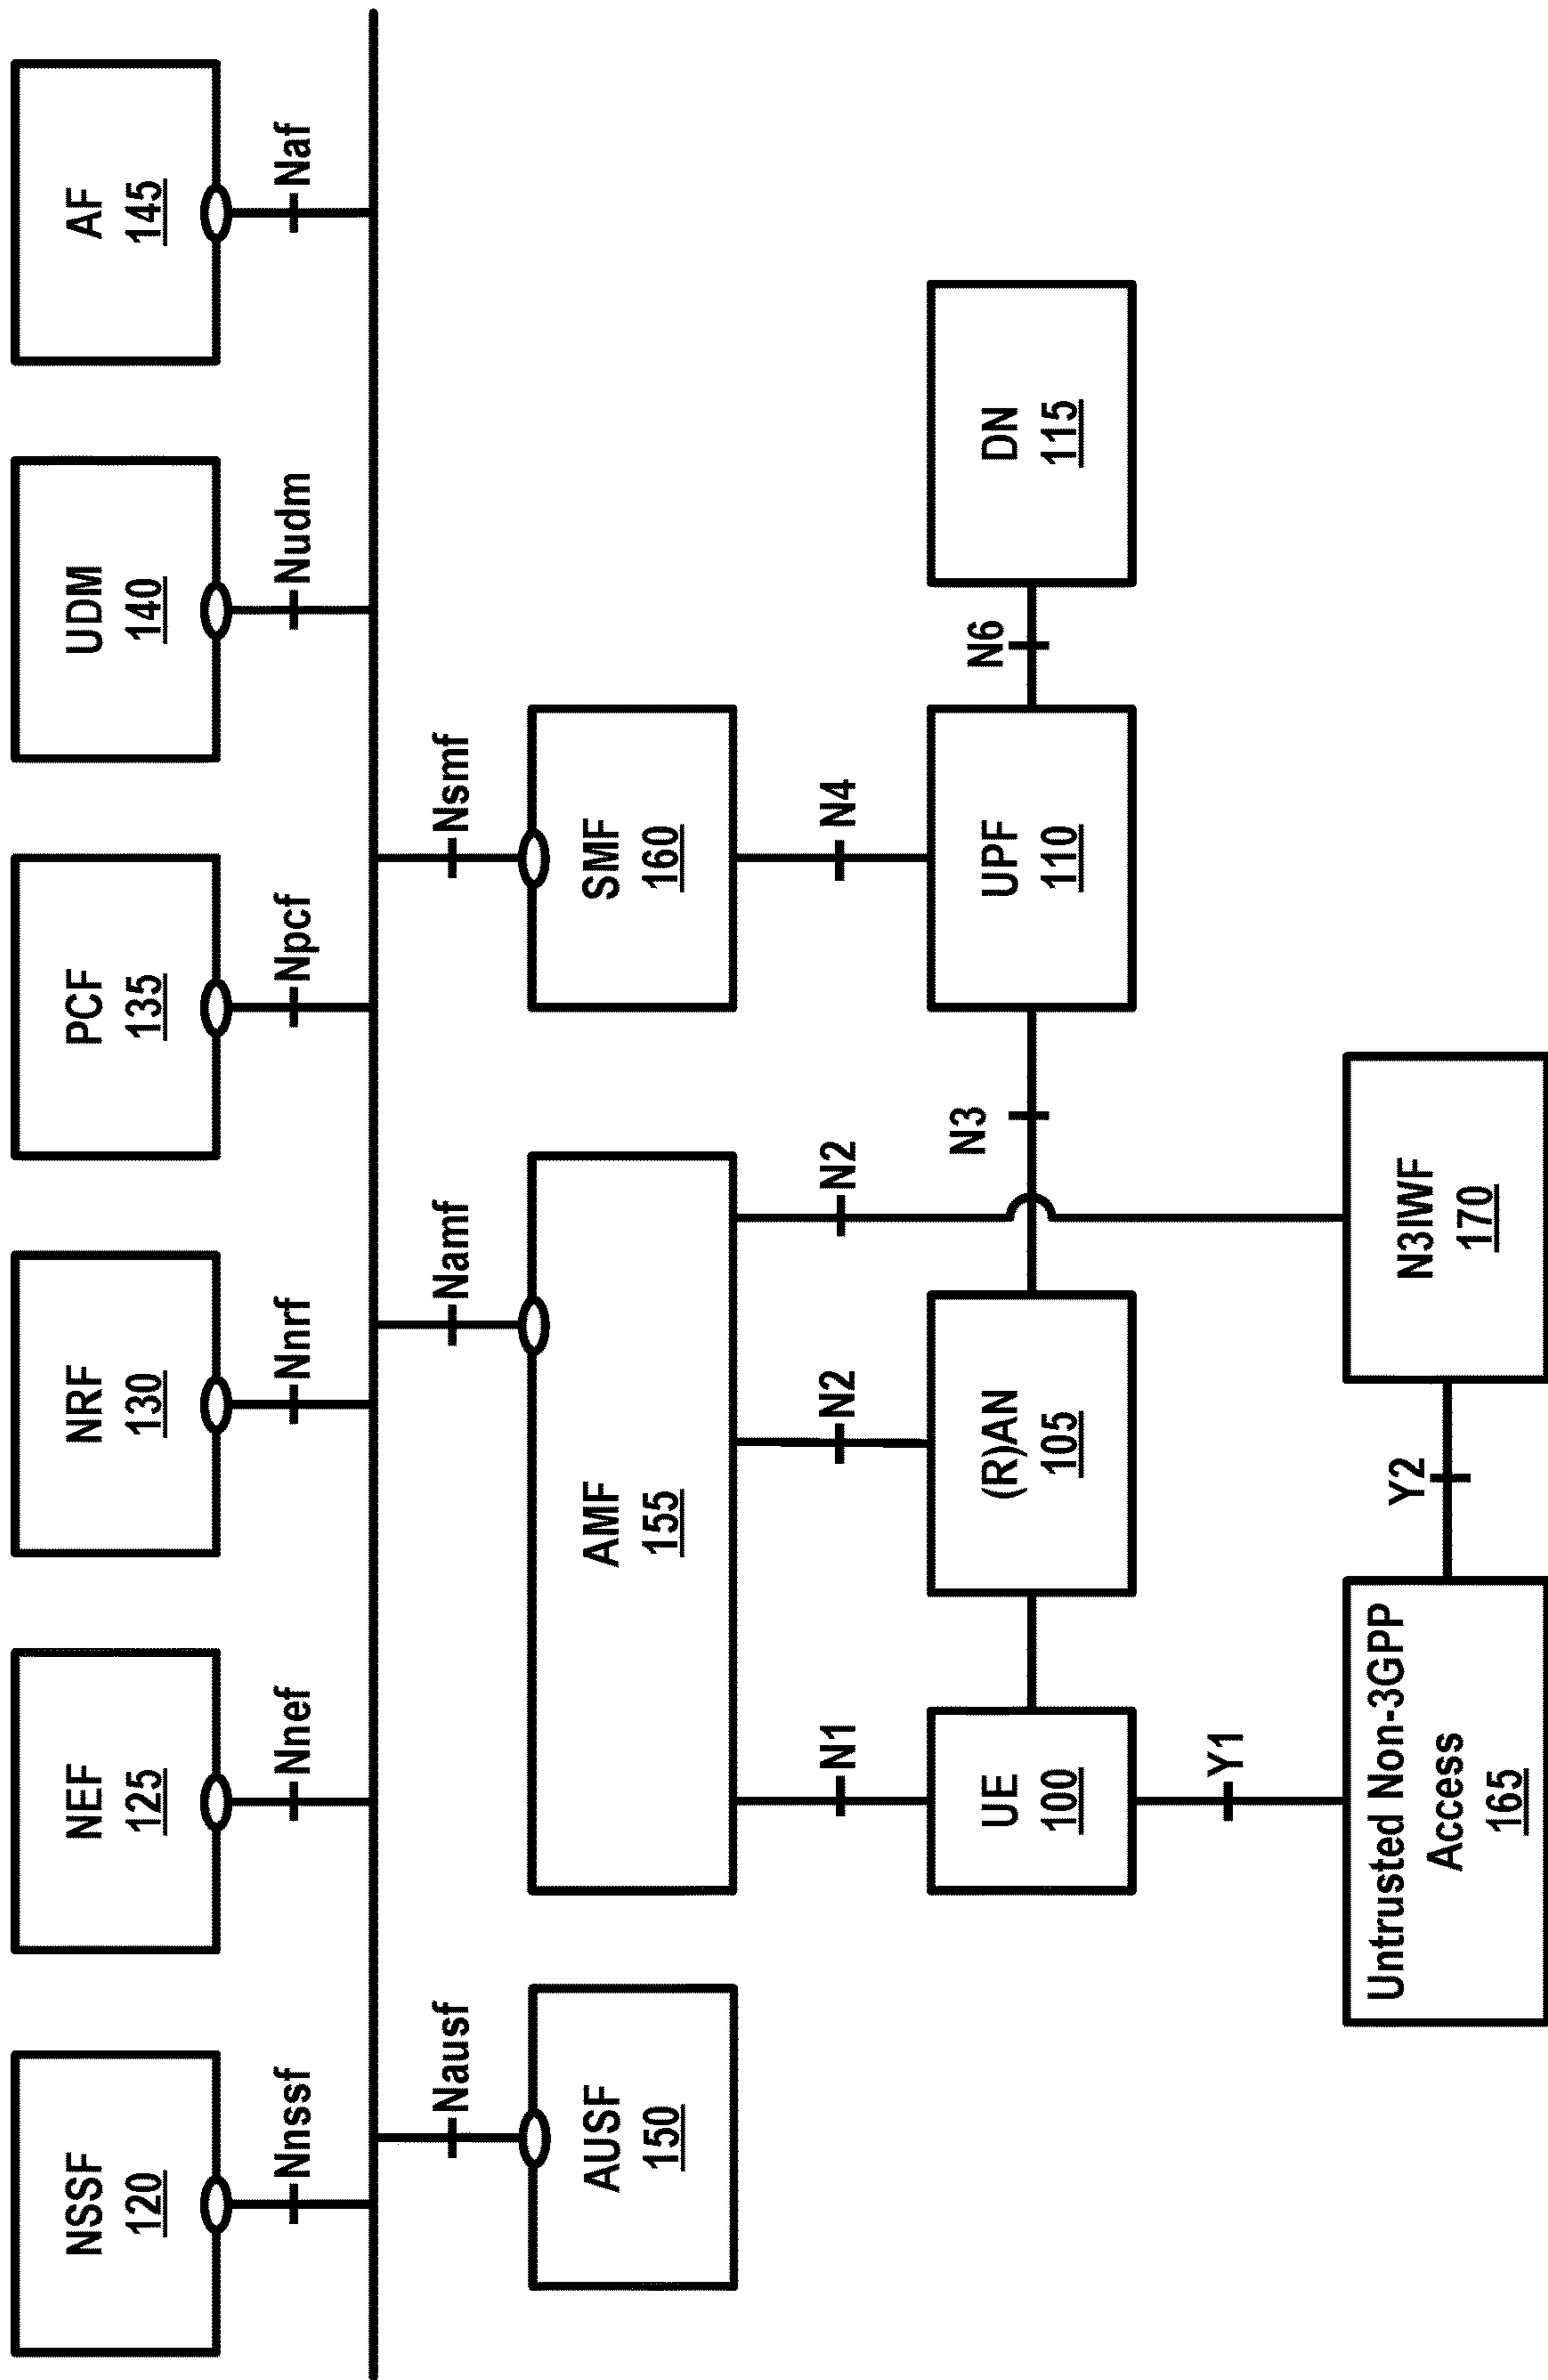 NSSF
120
NEF
125
NRF
130
PCF
135
UDM
140
AF
145
Nnssf
Nnef
Nnrf
Npcf
Nudm
Naf
Nausf
Namf
Nsmf
AUSF
150
AMF
155
SMF
160
N1
N2
N2
N4
UE
100
(R)AN
105
N3
UPF
110
N6
DN
115
Y1
Untrusted Non-3GPP
Access
165
Y2
N3IWF
170